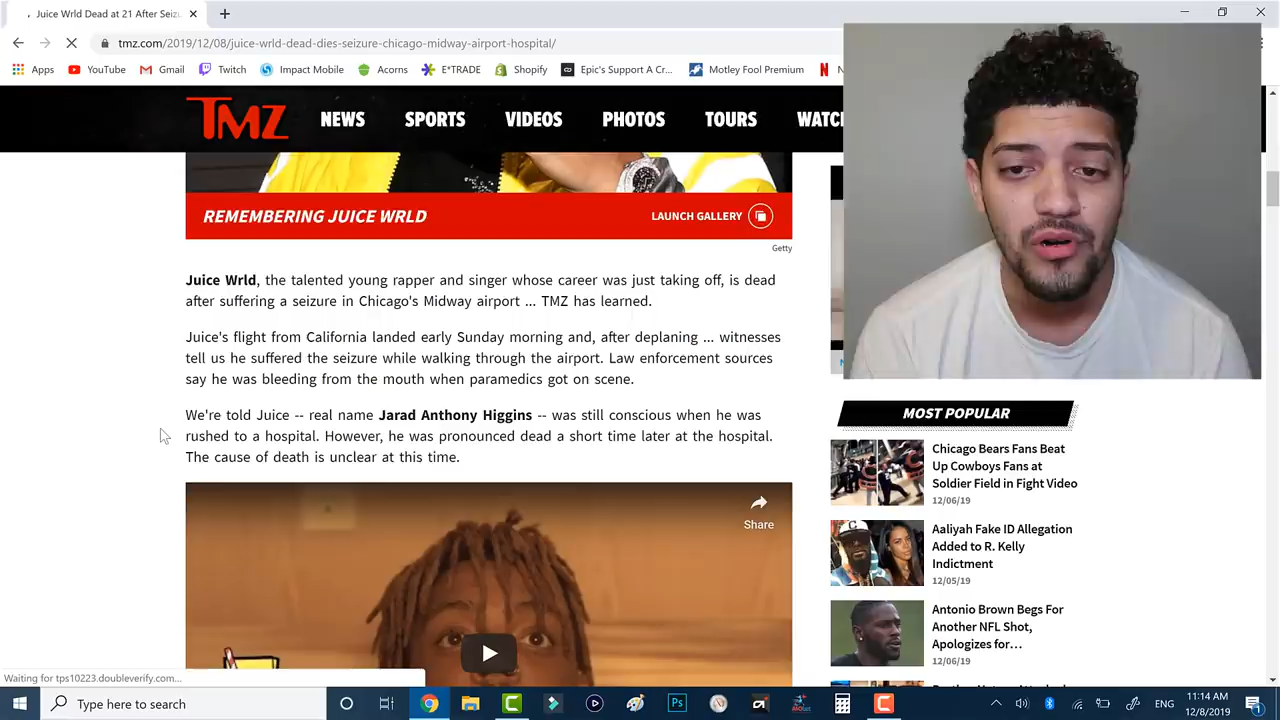 Juice Wrld Dead at 21 After Seizu
tmz.com/2019/12/08/juice-wrld-dead-dies-seizure-chicago-midway-airport-hospital/
Apps YouTube Gmail Twitch Impact Mobile Acorns E*TRADE Shopify Epic's Support A Cr... Motley Fool Premium
TMZ NEWS SPORTS VIDEOS PHOTOS TOURS WATC
REMEMBERING JUICE WRLD LAUNCH GALLERY
Getty
Juice Wrld, the talented young rapper and singer whose career was just taking off, is dead
after suffering a seizure in Chicago's Midway airport ... TMZ has learned.
Juice's flight from California landed early Sunday morning and, after deplaning ... witnesses
tell us he suffered the seizure while walking through the airport. Law enforcement sources
say he was bleeding from the mouth when paramedics got on scene.
We're told Juice -- real name Jarad Anthony Higgins -- was still conscious when he was
rushed to a hospital. However, he was pronounced dead a short time later at the hospital.
The cause of death is unclear at this time.
Share
MOST POPULAR
Chicago Bears Fans Beat
Up Cowboys Fans at
Soldier Field in Fight Video
12/06/19
Aaliyah Fake ID Allegation
Added to R. Kelly
Indictment
12/05/19
Antonio Brown Begs For
Another NFL Shot,
Apologizes for...
12/06/19
Waiting for tps10223.doubleverify.com...
Type here to search
ENG
11:14 AM
12/8/2019